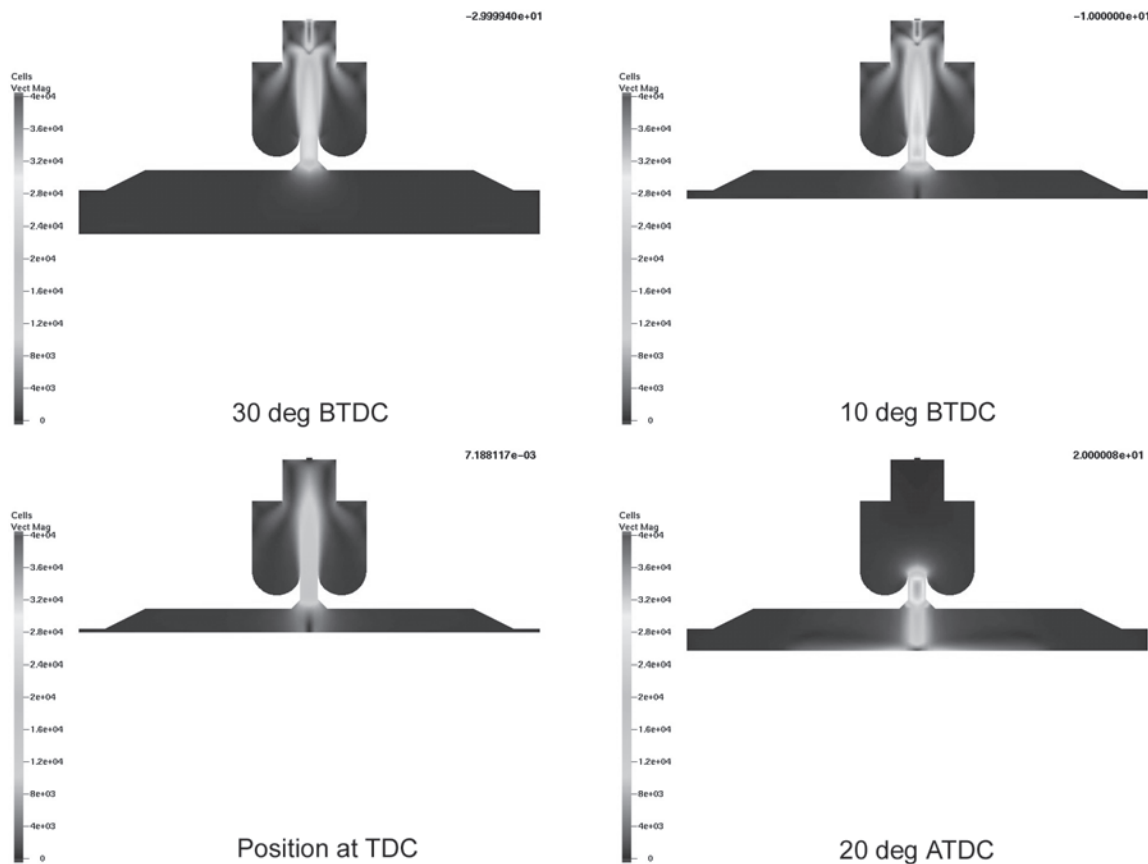 -2.999940e+01
Cells
Vect Mag
4e+04
3.6e+04
3.2e+04
2.8e+04
2.4e+04
2e+04
1.6e+04
1.2e+04
8e+03
4e+03
0
30 deg BTDC
-1.000000e+01
Cells
Vect Mag
4e+04
3.6e+04
3.2e+04
2.8e+04
2.4e+04
2e+04
1.6e+04
1.2e+04
8e+03
4e+03
0
10 deg BTDC
7.188117e-03
Cells
Vect Mag
4e+04
3.6e+04
3.2e+04
2.8e+04
2.4e+04
2e+04
1.6e+04
1.2e+04
8e+03
4e+03
0
Position at TDC
2.000008e+01
Cells
Vect Mag
4e+04
3.6e+04
3.2e+04
2.8e+04
2.4e+04
2e+04
1.6e+04
1.2e+04
8e+03
4e+03
0
20 deg ATDC